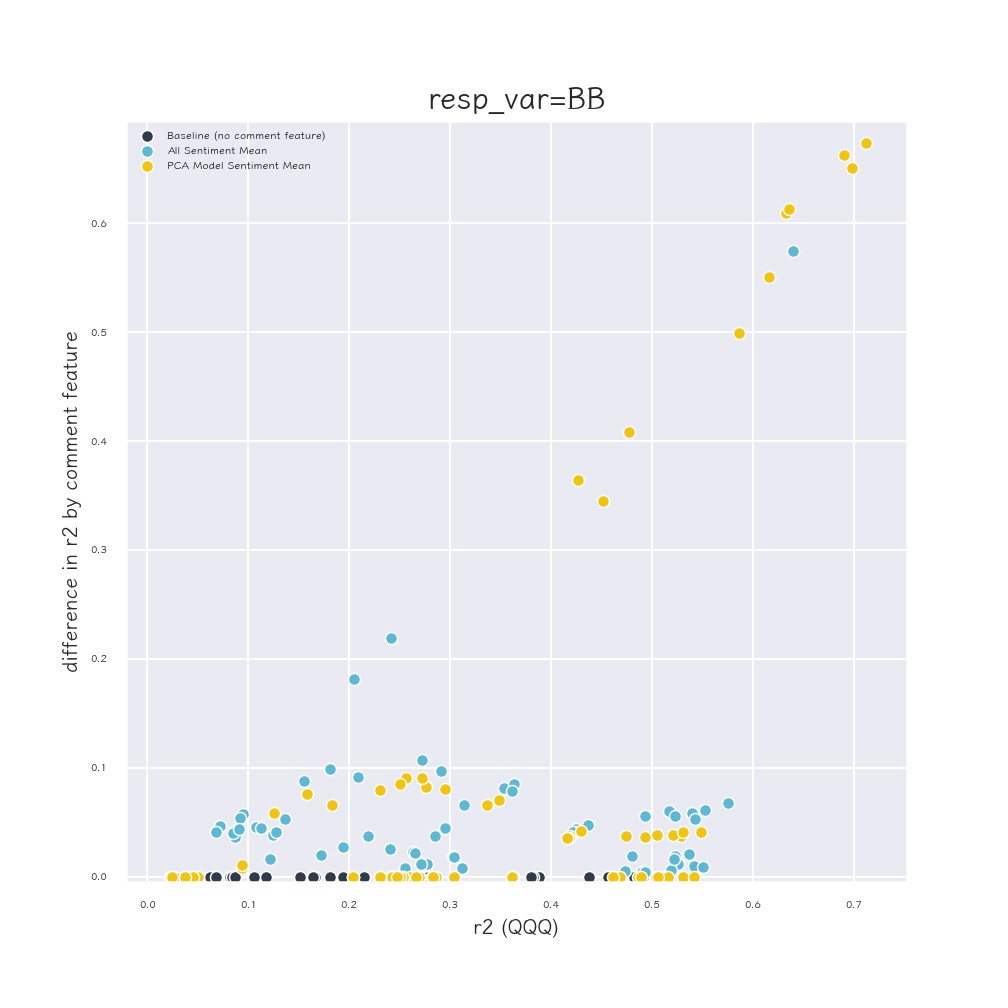 resp_var=BB
Baseline (no comment feature)
All Sentiment Mean
PCA Model Sentiment Mean
difference in r2 by comment feature
0.6
0.5
0.4
0.3
0.2
0.1
0.0
0.0 0.1 0.2 0.3 0.4 0.5 0.6 0.7
r2 (QQQ)